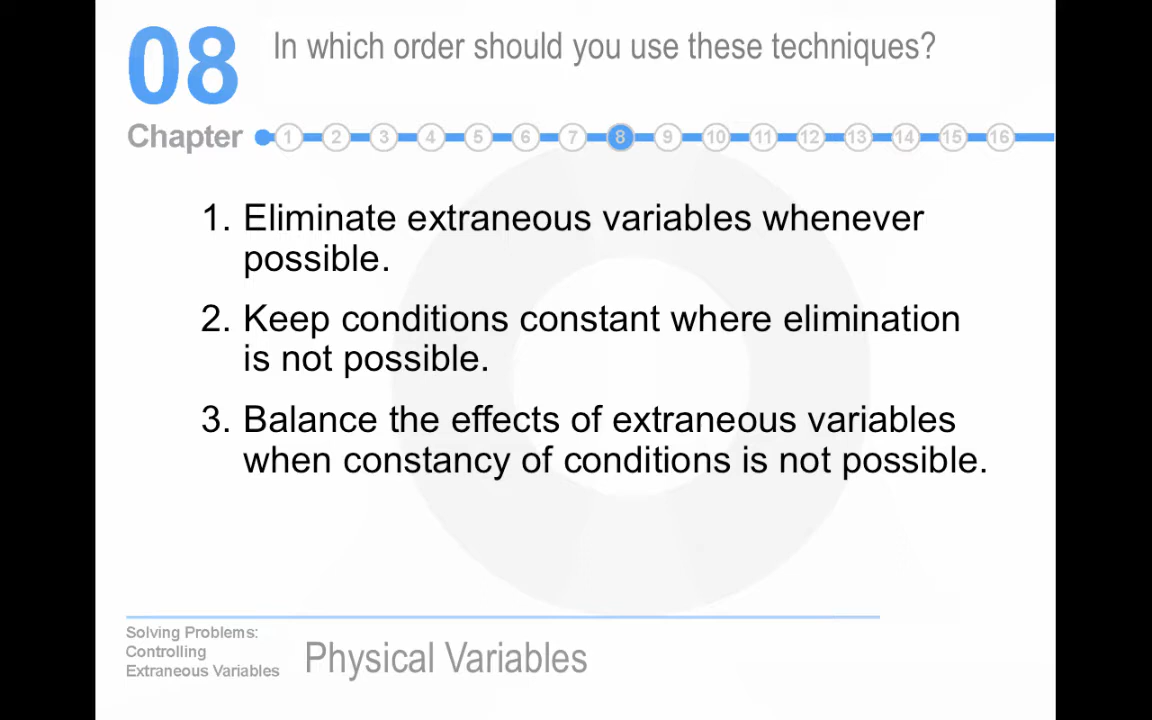 08
In which order should you use these techniques?
Chapter
1 2 3 4 5 6 7 8 9 10 11 12 13 14 15 16
1. Eliminate extraneous variables whenever
possible.
2. Keep conditions constant where elimination
is not possible.
3. Balance the effects of extraneous variables
when constancy of conditions is not possible.
Solving Problems:
Controlling
Extraneous Variables
Physical Variables